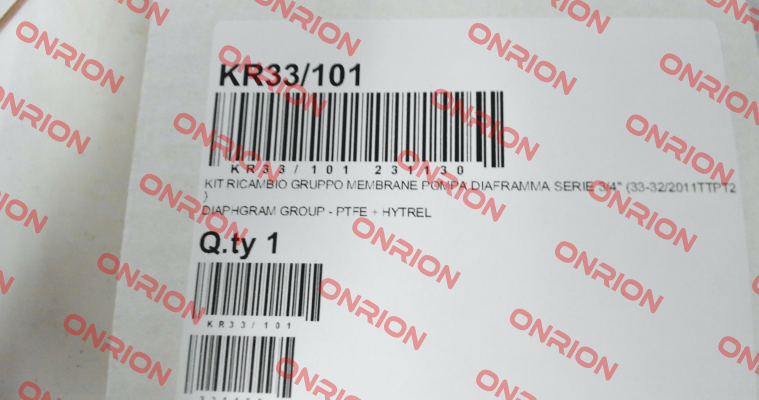 KR33/101
KR33/101 231130
KIT RICAMBIO GRUPPO MEMBRANE POMPA DIAFRAMMA SERIE 3/4" (33-32/2011TTPT2
)
DIAPHGRAM GROUP - PTFE + HYTREL
Q.ty 1
KR33/101
ONRION